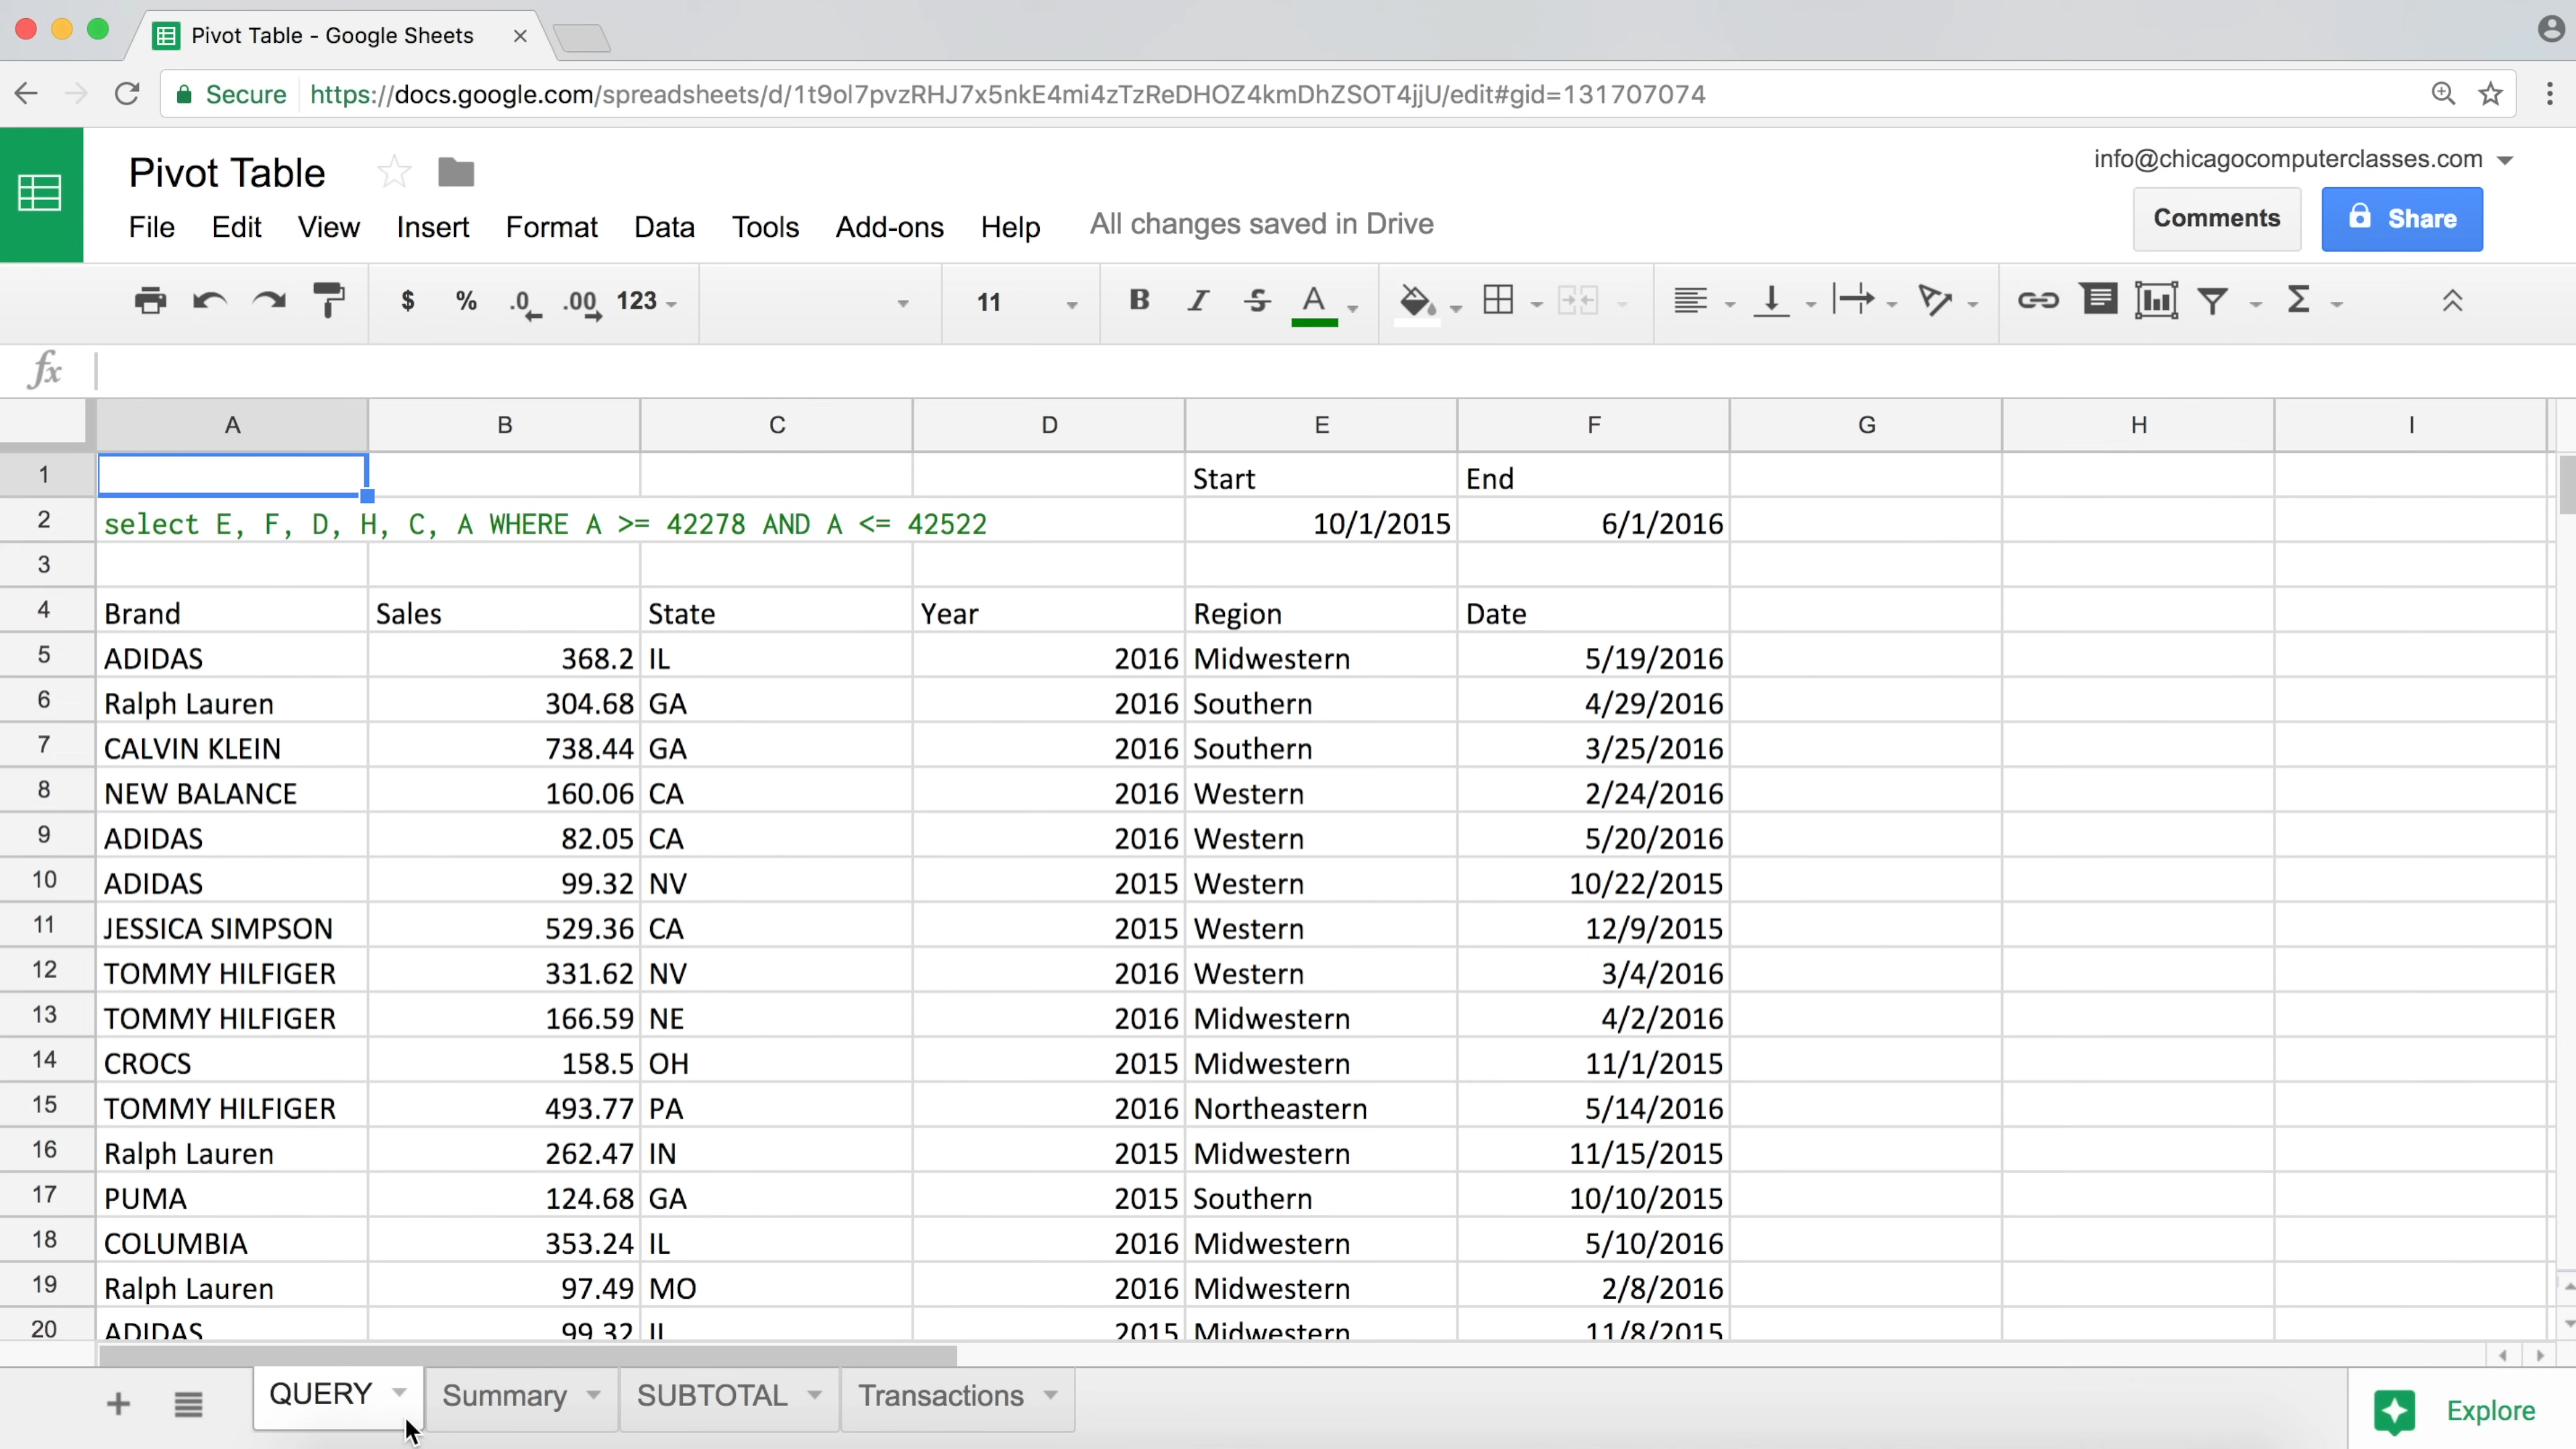 Pivot Table - Google Sheets
Secure https://docs.google.com/spreadsheets/d/1t9ol7pvzRHJ7x5nkE4mi4zTzReDHOZ4kmDhZSOT4jjU/edit#gid=131707074
Pivot Table
info@chicagocomputerclasses.com
File Edit View Insert Format Data Tools Add-ons Help All changes saved in Drive
Comments Share
$ % .0 .00 123 11 B I S A
fx
A B C D E F G H I
1 Start End
2 select E, F, D, H, C, A WHERE A >= 42278 AND A <= 42522 10/1/2015 6/1/2016
3
4 Brand Sales State Year Region Date
5 ADIDAS 368.2 IL 2016 Midwestern 5/19/2016
6 Ralph Lauren 304.68 GA 2016 Southern 4/29/2016
7 CALVIN KLEIN 738.44 GA 2016 Southern 3/25/2016
8 NEW BALANCE 160.06 CA 2016 Western 2/24/2016
9 ADIDAS 82.05 CA 2016 Western 5/20/2016
10 ADIDAS 99.32 NV 2015 Western 10/22/2015
11 JESSICA SIMPSON 529.36 CA 2015 Western 12/9/2015
12 TOMMY HILFIGER 331.62 NV 2016 Western 3/4/2016
13 TOMMY HILFIGER 166.59 NE 2016 Midwestern 4/2/2016
14 CROCS 158.5 OH 2015 Midwestern 11/1/2015
15 TOMMY HILFIGER 493.77 PA 2016 Northeastern 5/14/2016
16 Ralph Lauren 262.47 IN 2015 Midwestern 11/15/2015
17 PUMA 124.68 GA 2015 Southern 10/10/2015
18 COLUMBIA 353.24 IL 2016 Midwestern 5/10/2016
19 Ralph Lauren 97.49 MO 2016 Midwestern 2/8/2016
20 ADIDAS 99.32 IL 2015 Midwestern 11/8/2015
QUERY Summary SUBTOTAL Transactions Explore